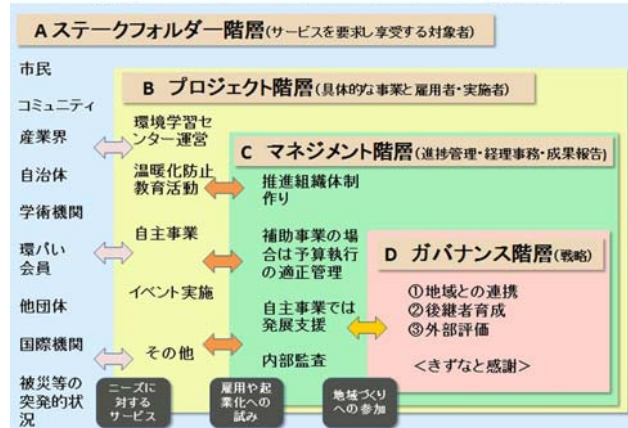 A ステークフォルダー階層(サービスを要求し享受する対象者)
市民
コミュニティ
産業界
自治体
学術機関
環パい
会員
他団体
国際機関
被災等の
突発的状
況
B プロジェクト階層(具体的な事業と雇用者・実施者)
環境学習セ
ンター運営
温暖化防止
教育活動
自主事業
イベント実施
その他
C マネジメント階層(進捗管理・経理事務・成果報告)
推進組織体制
作り
補助事業の場
合は予算執行
の適正管理
自主事業では
発展支援
内部監査
D ガバナンス階層(戦略)
①地域との連携
②後継者育成
③外部評価
<きずなと感謝>
ニーズに
対する
サービス
雇用や起
業化への
試み
地域づくり
への参加